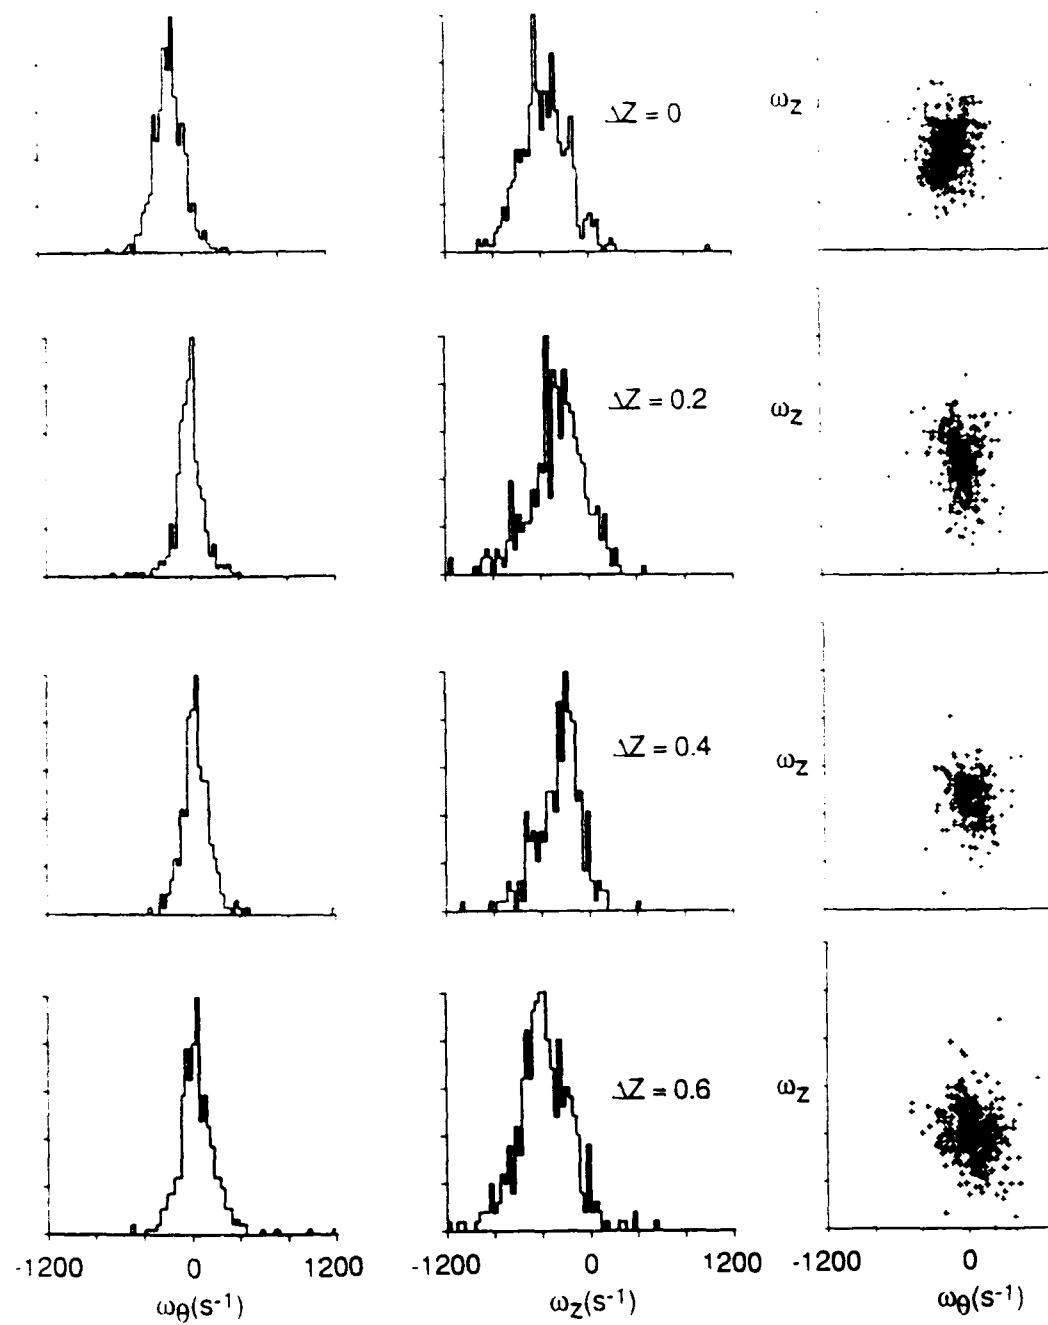 ΔZ = 0
ωZ
ΔZ = 0.2
ωZ
ΔZ = 0.4
ωZ
ΔZ = 0.6
ωZ
-1200 0 1200 -1200 0 1200 -1200 0
ωθ(s-1) ωZ(s-1) ωθ(s-1)